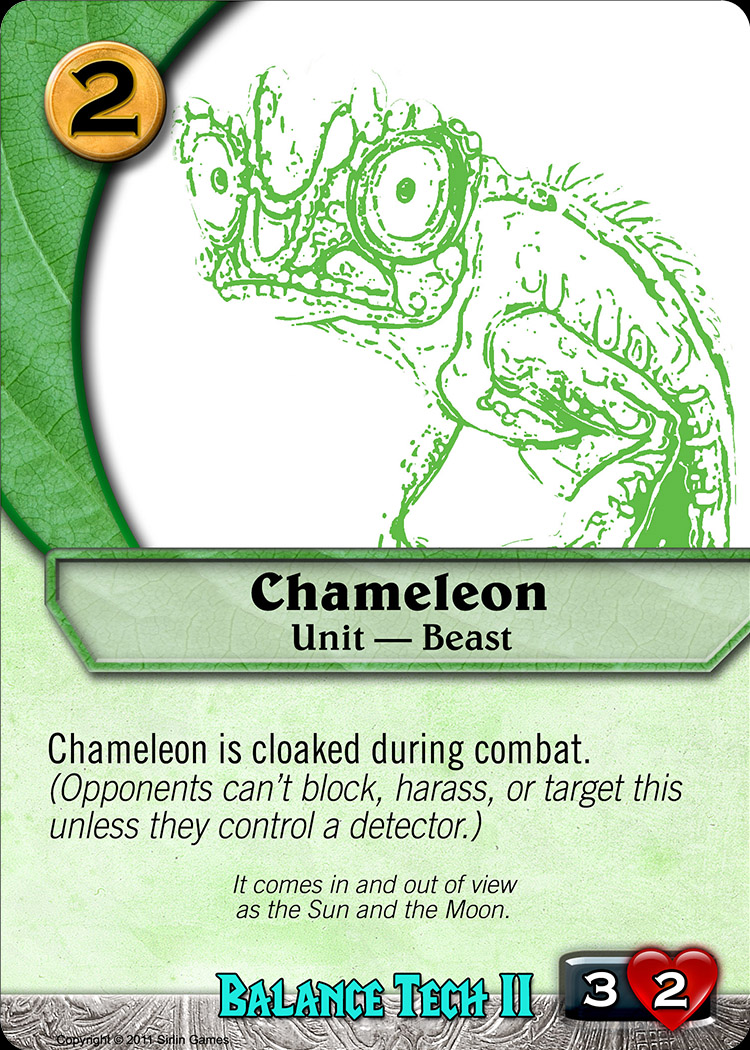 2
Chameleon
Unit — Beast
Chameleon is cloaked during combat.
(Opponents can't block, harass, or target this
unless they control a detector.)
It comes in and out of view
as the Sun and the Moon.
Balance Tech II
3 2
Copyright © 2011 Sirlin Games